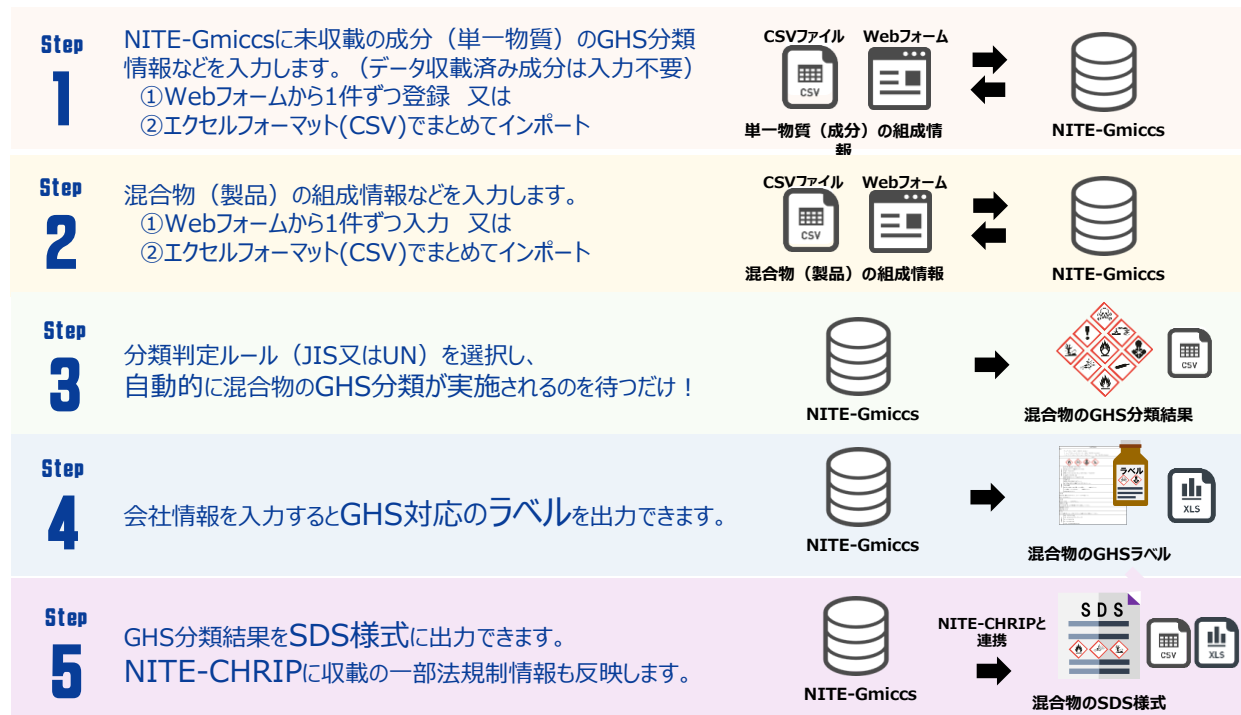 Step
1
NITE-Gmiccsに未収載の成分（単一物質）のGHS分類
情報などを入力します。（データ収載済み成分は入力不要）
①Webフォームから1件ずつ登録　又は
②エクセルフォーマット(CSV)でまとめてインポート
CSVファイル
Webフォーム
CSV
単一物質（成分）の組成情
報
NITE-Gmiccs
Step
2
混合物（製品）の組成情報などを入力します。
①Webフォームから1件ずつ入力　又は
②エクセルフォーマット(CSV)でまとめてインポート
CSVファイル
Webフォーム
CSV
混合物（製品）の組成情報
NITE-Gmiccs
Step
3
分類判定ルール（JIS又はUN）を選択し、
自動的に混合物のGHS分類が実施されるのを待つだけ！
NITE-Gmiccs
CSV
混合物のGHS分類結果
Step
4
会社情報を入力するとGHS対応のラベルを出力できます。
NITE-Gmiccs
ラベル
XLS
混合物のGHSラベル
Step
5
GHS分類結果をSDS様式に出力できます。
NITE-CHRIPに収載の一部法規制情報も反映します。
NITE-Gmiccs
NITE-CHRIPと
連携
SDS
CSV
XLS
混合物のSDS様式